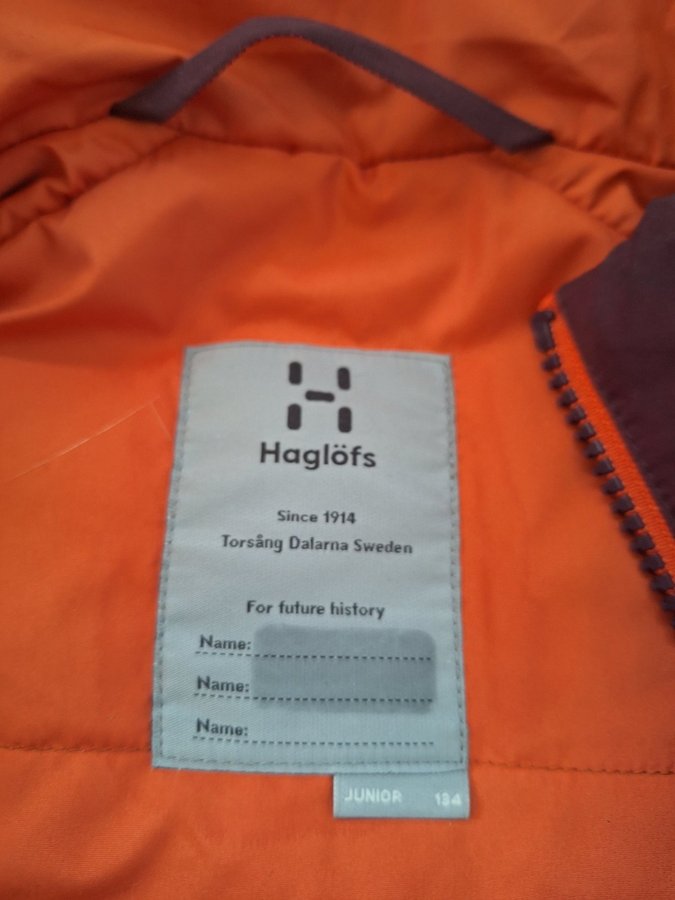 Haglöfs
Since 1914
Torsång Dalarna Sweden
For future history
Name:
Name:
Name:
JUNIOR 134